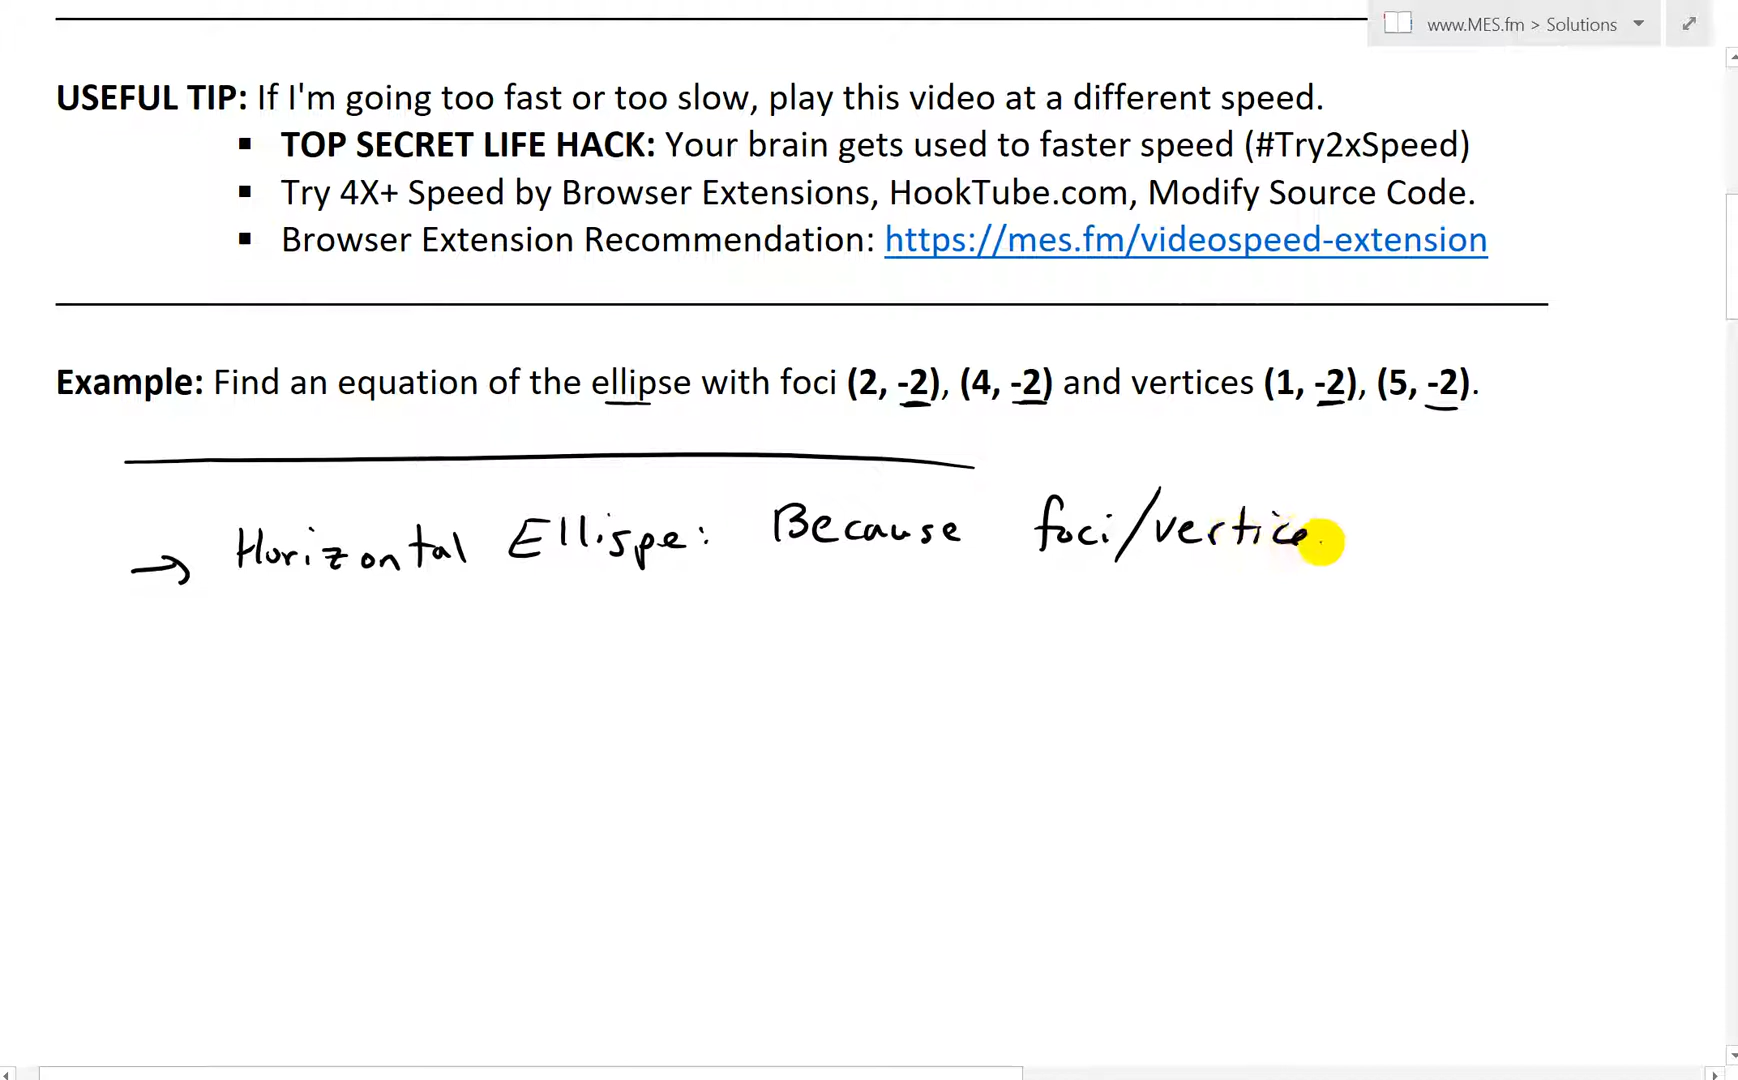 www.MES.fm > Solutions
USEFUL TIP: If I'm going too fast or too slow, play this video at a different speed.
▪ TOP SECRET LIFE HACK: Your brain gets used to faster speed (#Try2xSpeed)
▪ Try 4X+ Speed by Browser Extensions, HookTube.com, Modify Source Code.
▪ Browser Extension Recommendation: https://mes.fm/videospeed-extension
Example: Find an equation of the ellipse with foci (2, -2), (4, -2) and vertices (1, -2), (5, -2).
→ Horizontal Ellispe: Because foci/vertice